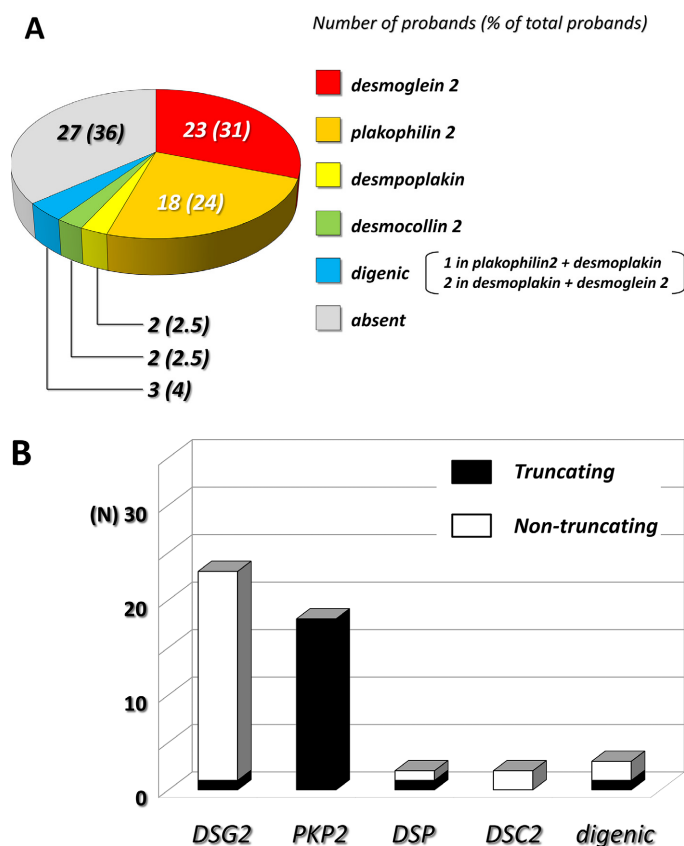 A
Number of probands (% of total probands)
27 (36)
23 (31)
18 (24)
2 (2.5)
2 (2.5)
3 (4)
desmoglein 2
plakophilin 2
desmpoplakin
desmocollin 2
digenic
1 in plakophilin2 + desmoplakin
2 in desmoplakin + desmoglein 2
absent
B
Truncating
Non-truncating
(N) 30
20
10
0
DSG2 PKP2 DSP DSC2 digenic